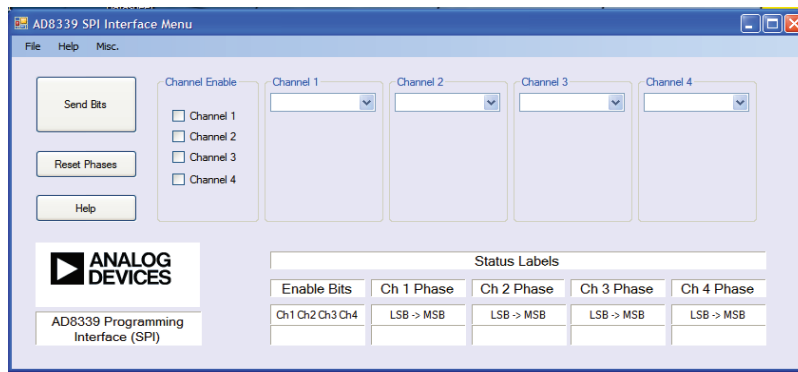 AD8339 SPI Interface Menu
File Help Misc.
Send Bits
Reset Phases
Help
Channel Enable
Channel 1
Channel 2
Channel 3
Channel 4
Channel 1
Channel 2
Channel 3
Channel 4
ANALOG
DEVICES
AD8339 Programming
Interface (SPI)
Status Labels
Enable Bits Ch 1 Phase Ch 2 Phase Ch 3 Phase Ch 4 Phase
Ch1 Ch2 Ch3 Ch4 LSB -> MSB LSB -> MSB LSB -> MSB LSB -> MSB